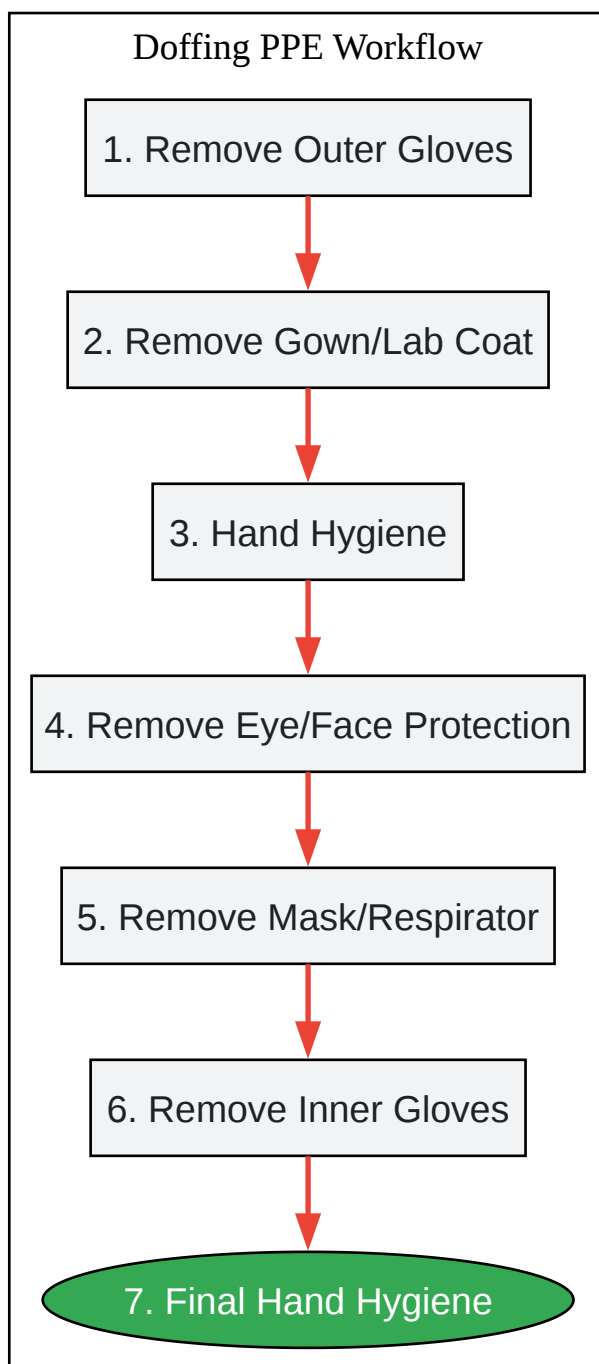 Doffing PPE Workflow
1. Remove Outer Gloves
2. Remove Gown/Lab Coat
3. Hand Hygiene
4. Remove Eye/Face Protection
5. Remove Mask/Respirator
6. Remove Inner Gloves
7. Final Hand Hygiene